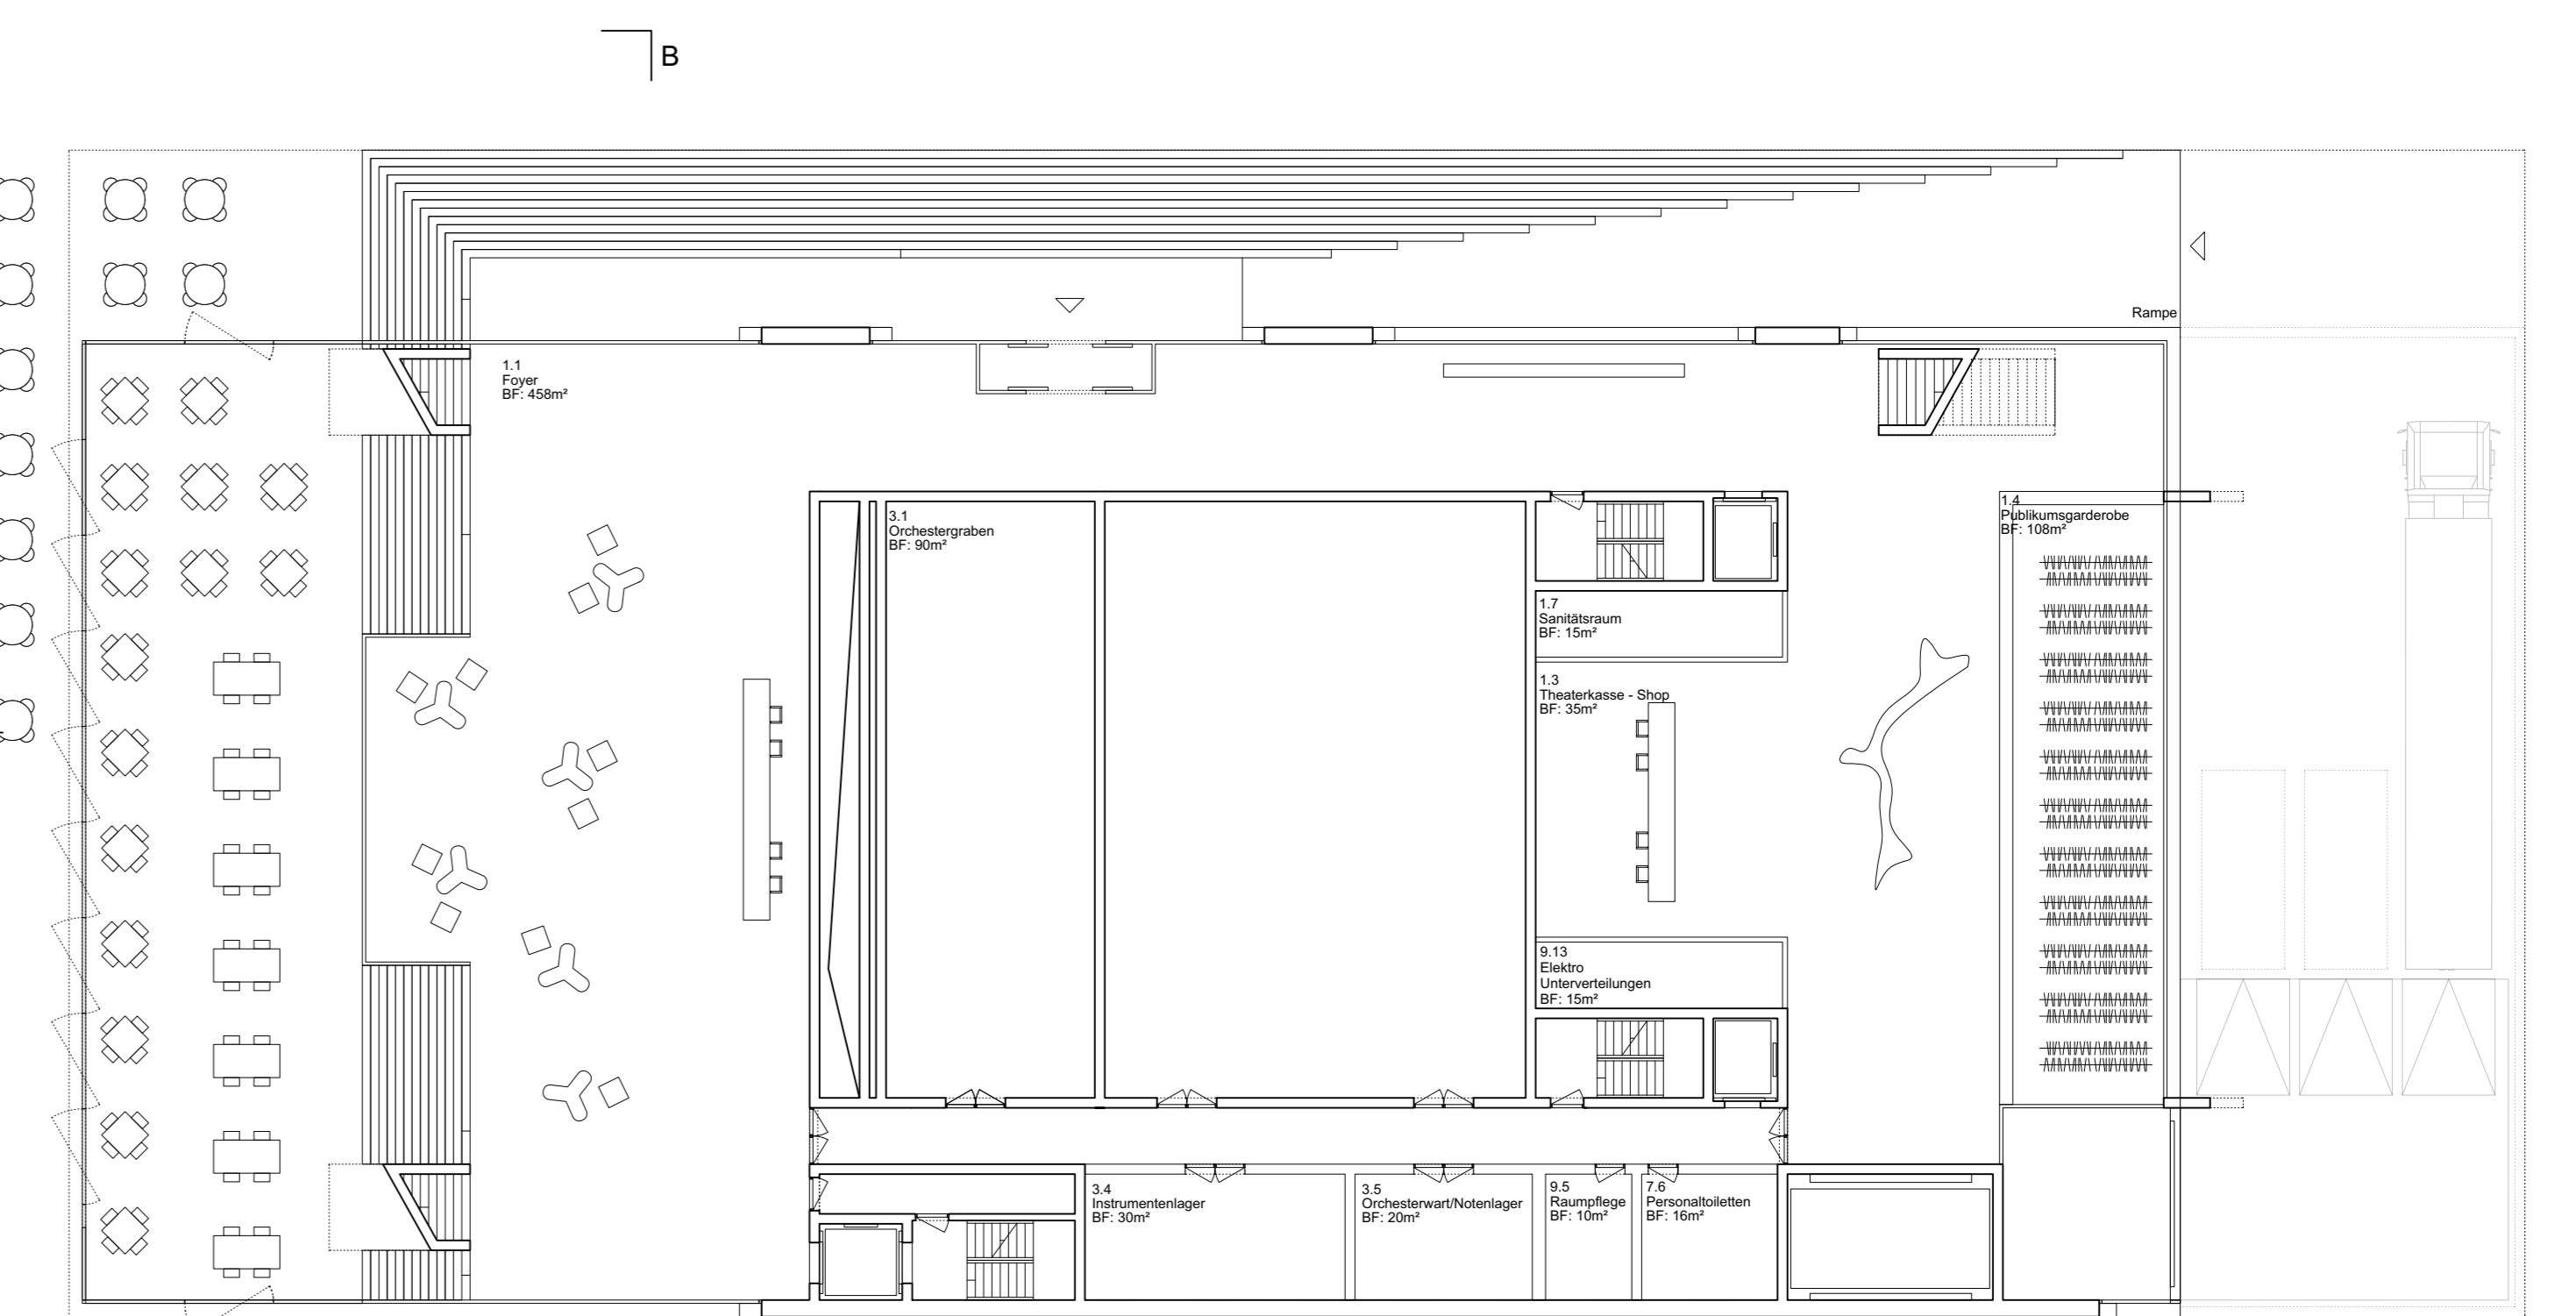 B
Rampe
1.1
Foyer
BF: 458m²
3.1
Orchestergraben
BF: 90m²
1.4
Publikumsgarderobe
BF: 108m²
1.7
Sanitätsraum
BF: 15m²
1.3
Theaterkasse - Shop
BF: 35m²
9.13
Elektro
Unterverteilungen
BF: 15m²
3.4
Instrumentenlager
BF: 30m²
3.5
Orchesterwart/Notenlager
BF: 20m²
9.5
Raumpflege
BF: 10m²
7.6
Personaltoiletten
BF: 16m²